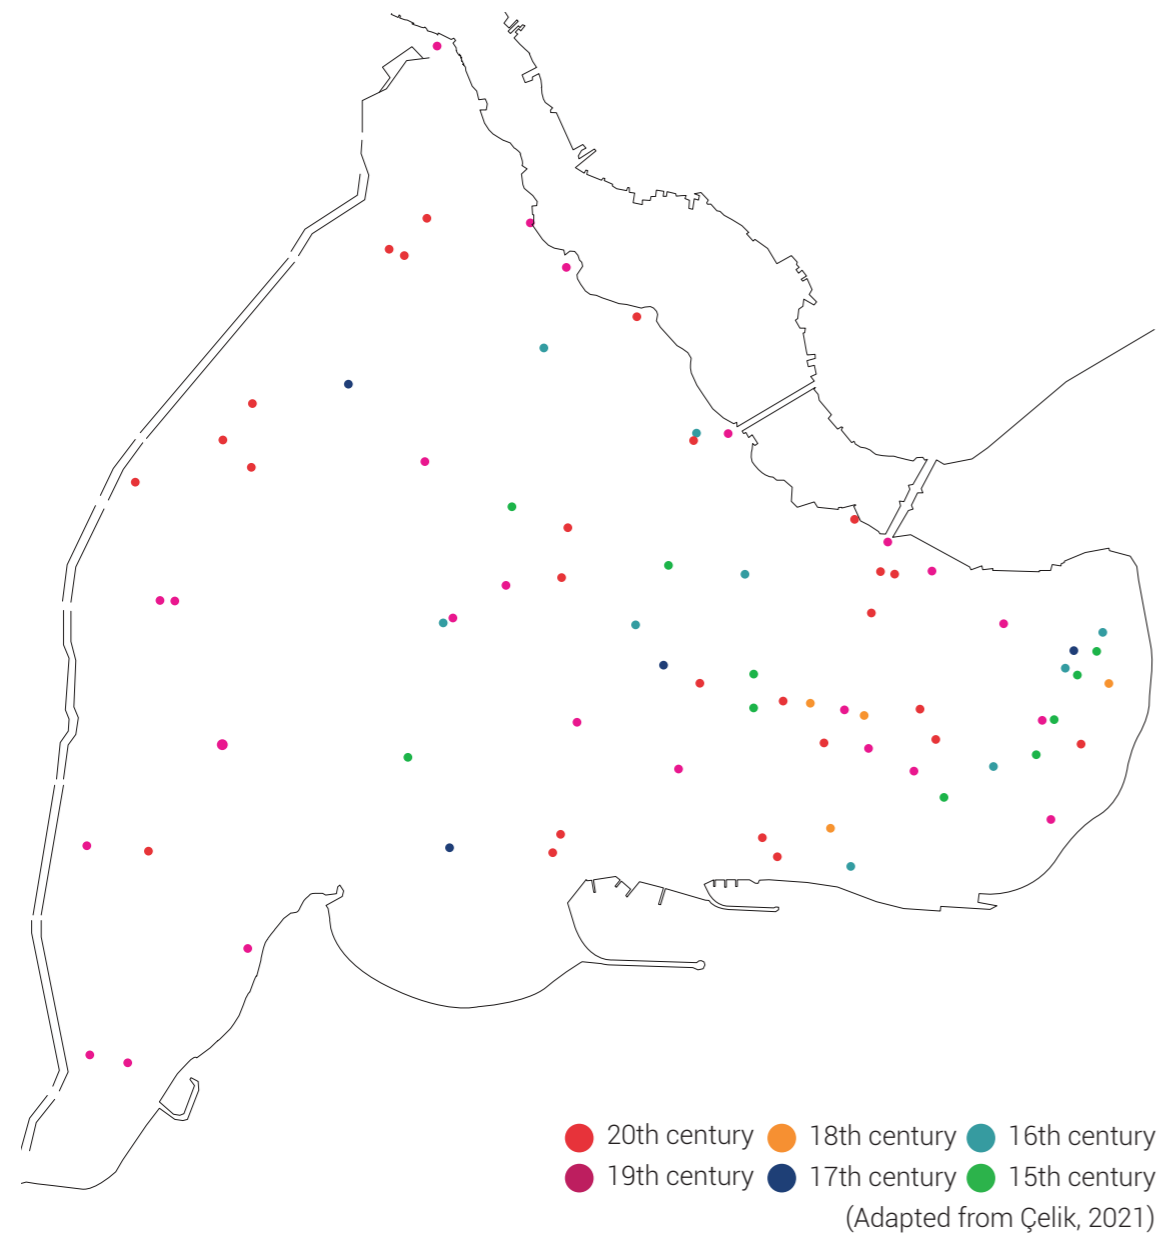 20th century 18th century 16th century
19th century 17th century 15th century
(Adapted from Çelik, 2021)